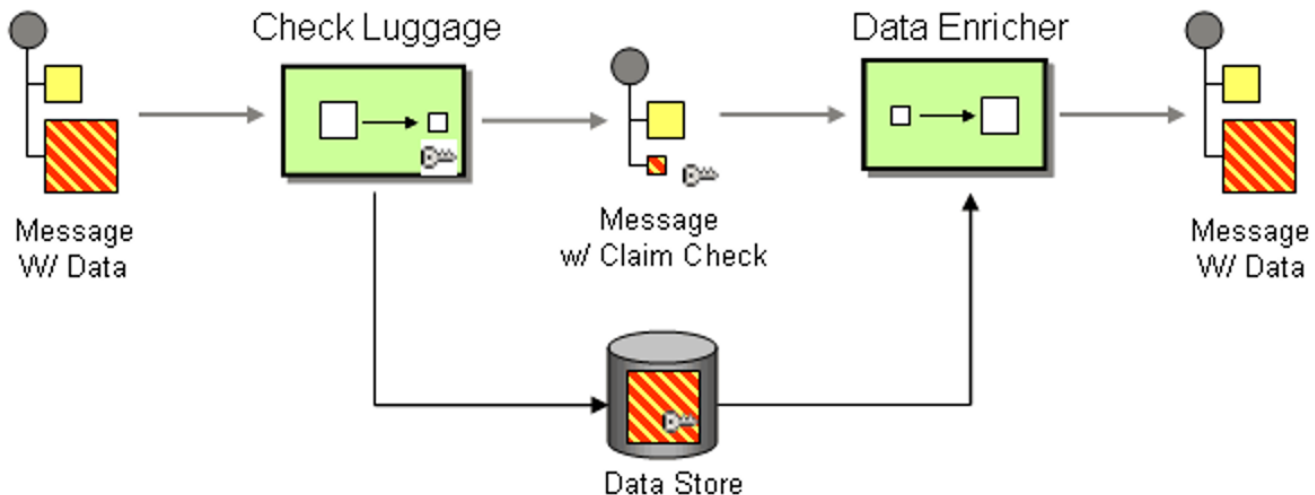 Check Luggage
Data Enricher
Message
W/ Data
Message
w/ Claim Check
Message
W/ Data
Data Store